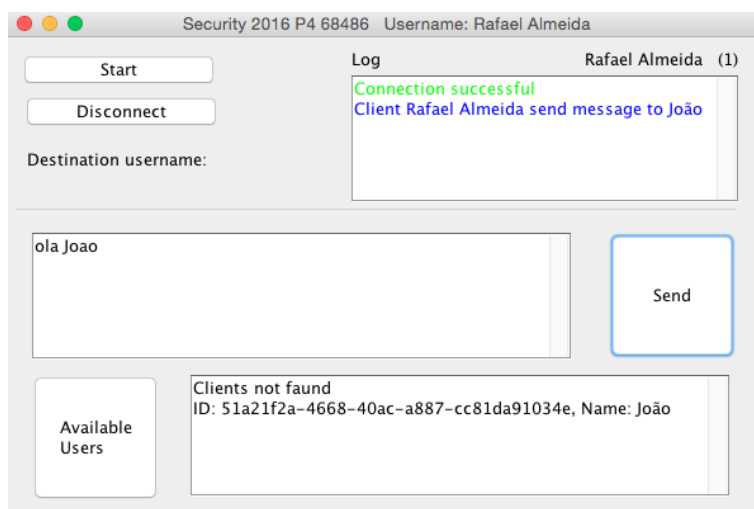 Security 2016 P4 68486 Username: Rafael Almeida
Start
Log Rafael Almeida (1)
Connection successful
Client Rafael Almeida send message to João
Disconnect
Destination username:
ola Joao
Send
Clients not faund
ID: 51a21f2a-4668-40ac-a887-cc81da91034e, Name: João
Available
Users